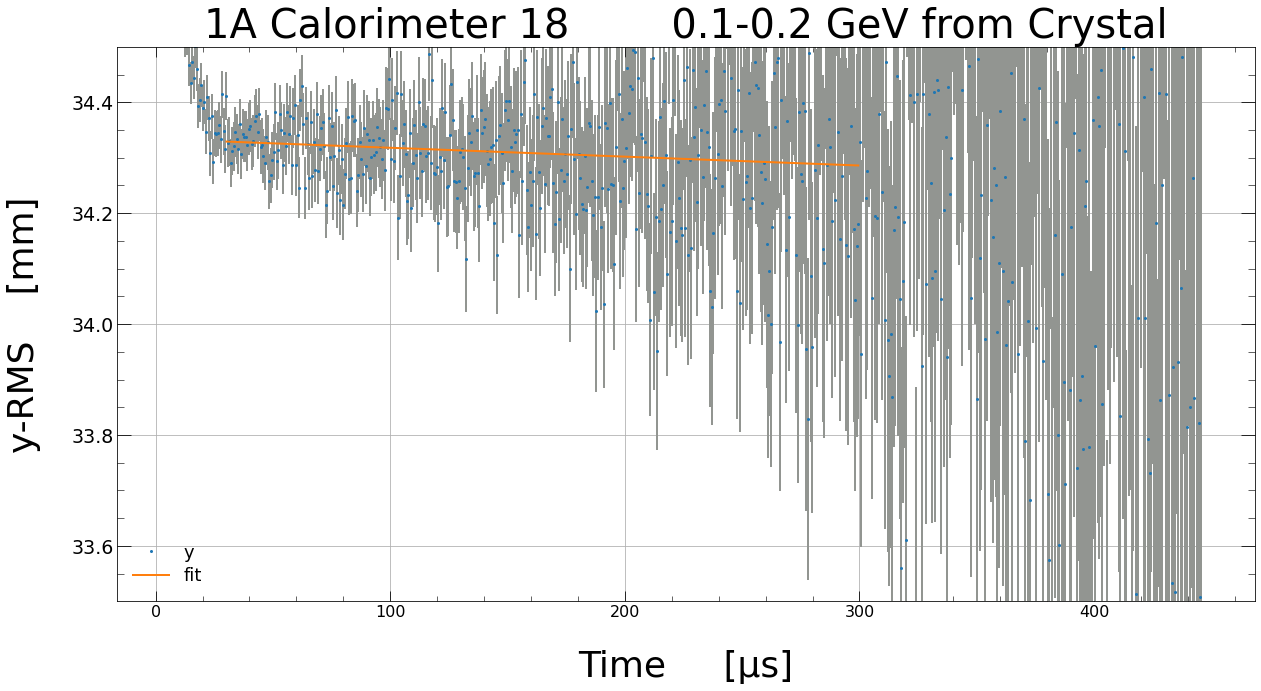 1A Calorimeter 18 0.1-0.2 GeV from Crystal
y-RMS [mm]
34.4
34.2
34.0
33.8
33.6
y
fit
0 100 200 300 400
Time [µs]